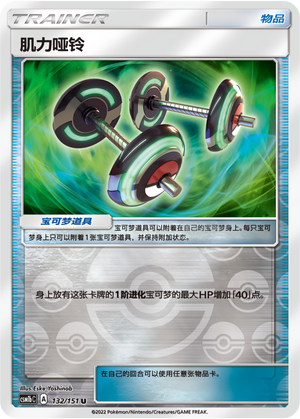 TRAINER
物品
肌力哑铃
宝可梦道具
宝可梦道具可以附着在自己的宝可梦身上。每只宝可
梦身上只可以附着1张宝可梦道具，并保持附加状态。
身上放有这张卡牌的1阶进化宝可梦的最大HP增加「40」点。
Illus. Eske Yoshinob
在自己的回合可以使用任意张物品卡。
csm1bC A 132/151 U
©2022 Pokémon/Nintendo/Creatures/GAME FREAK.